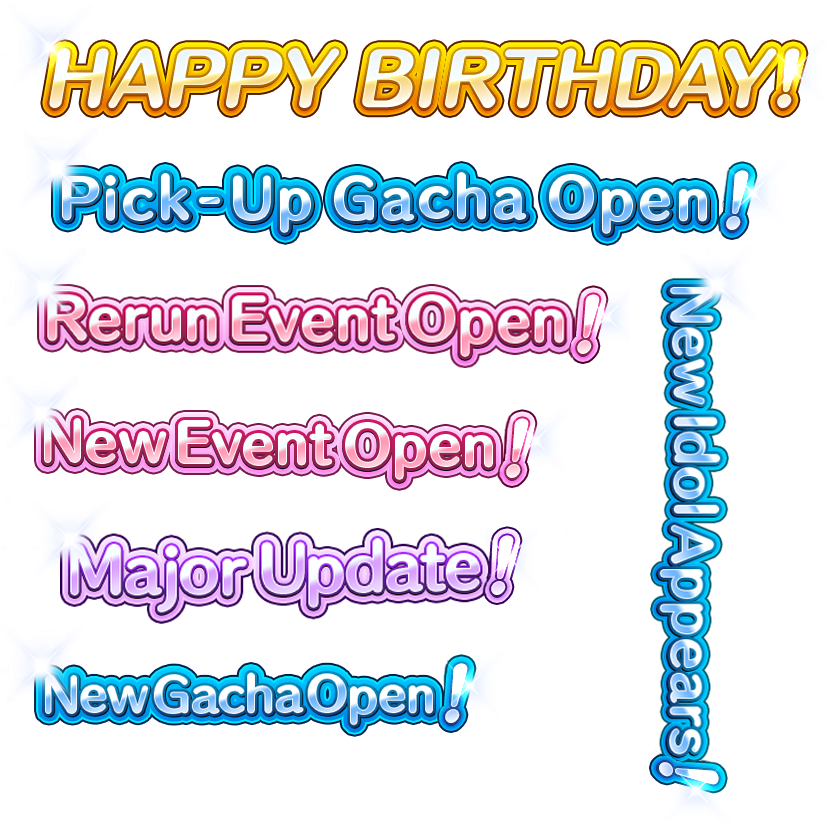 HAPPY BIRTHDAY!
Pick-Up Gacha Open!
Rerun Event Open!
New Event Open!
Major Update!
New Gacha Open!
New Idol Appears!